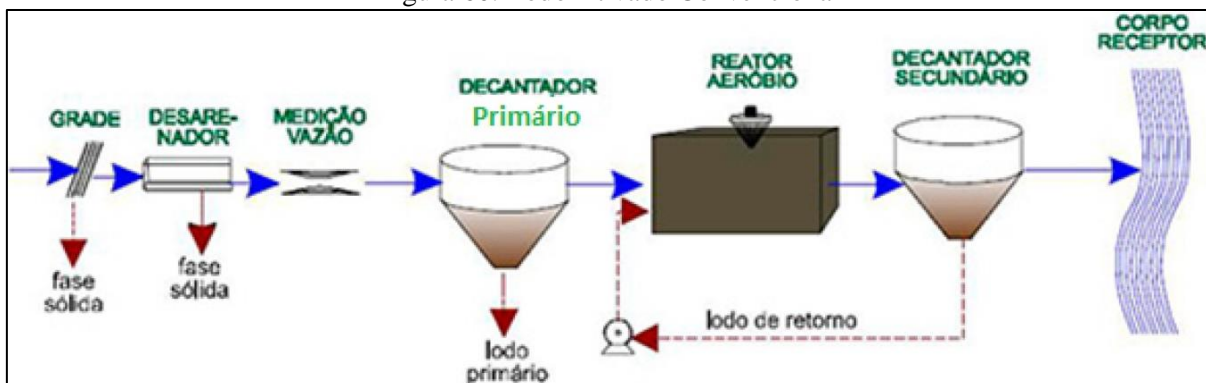 GRADE
DESARE-
NADOR
MEDIÇÃO
VAZÃO
DECANTADOR
Primário
REATOR
AERÓBIO
DECANTADOR
SECUNDÁRIO
CORPO
RECEPTOR
fase
sólida
fase
sólida
lodo
primário
lodo de retorno